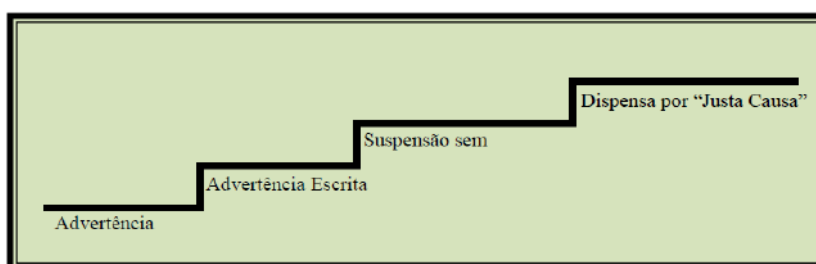 Dispensa por “Justa Causa”
Suspensão sem
Advertência Escrita
Advertência